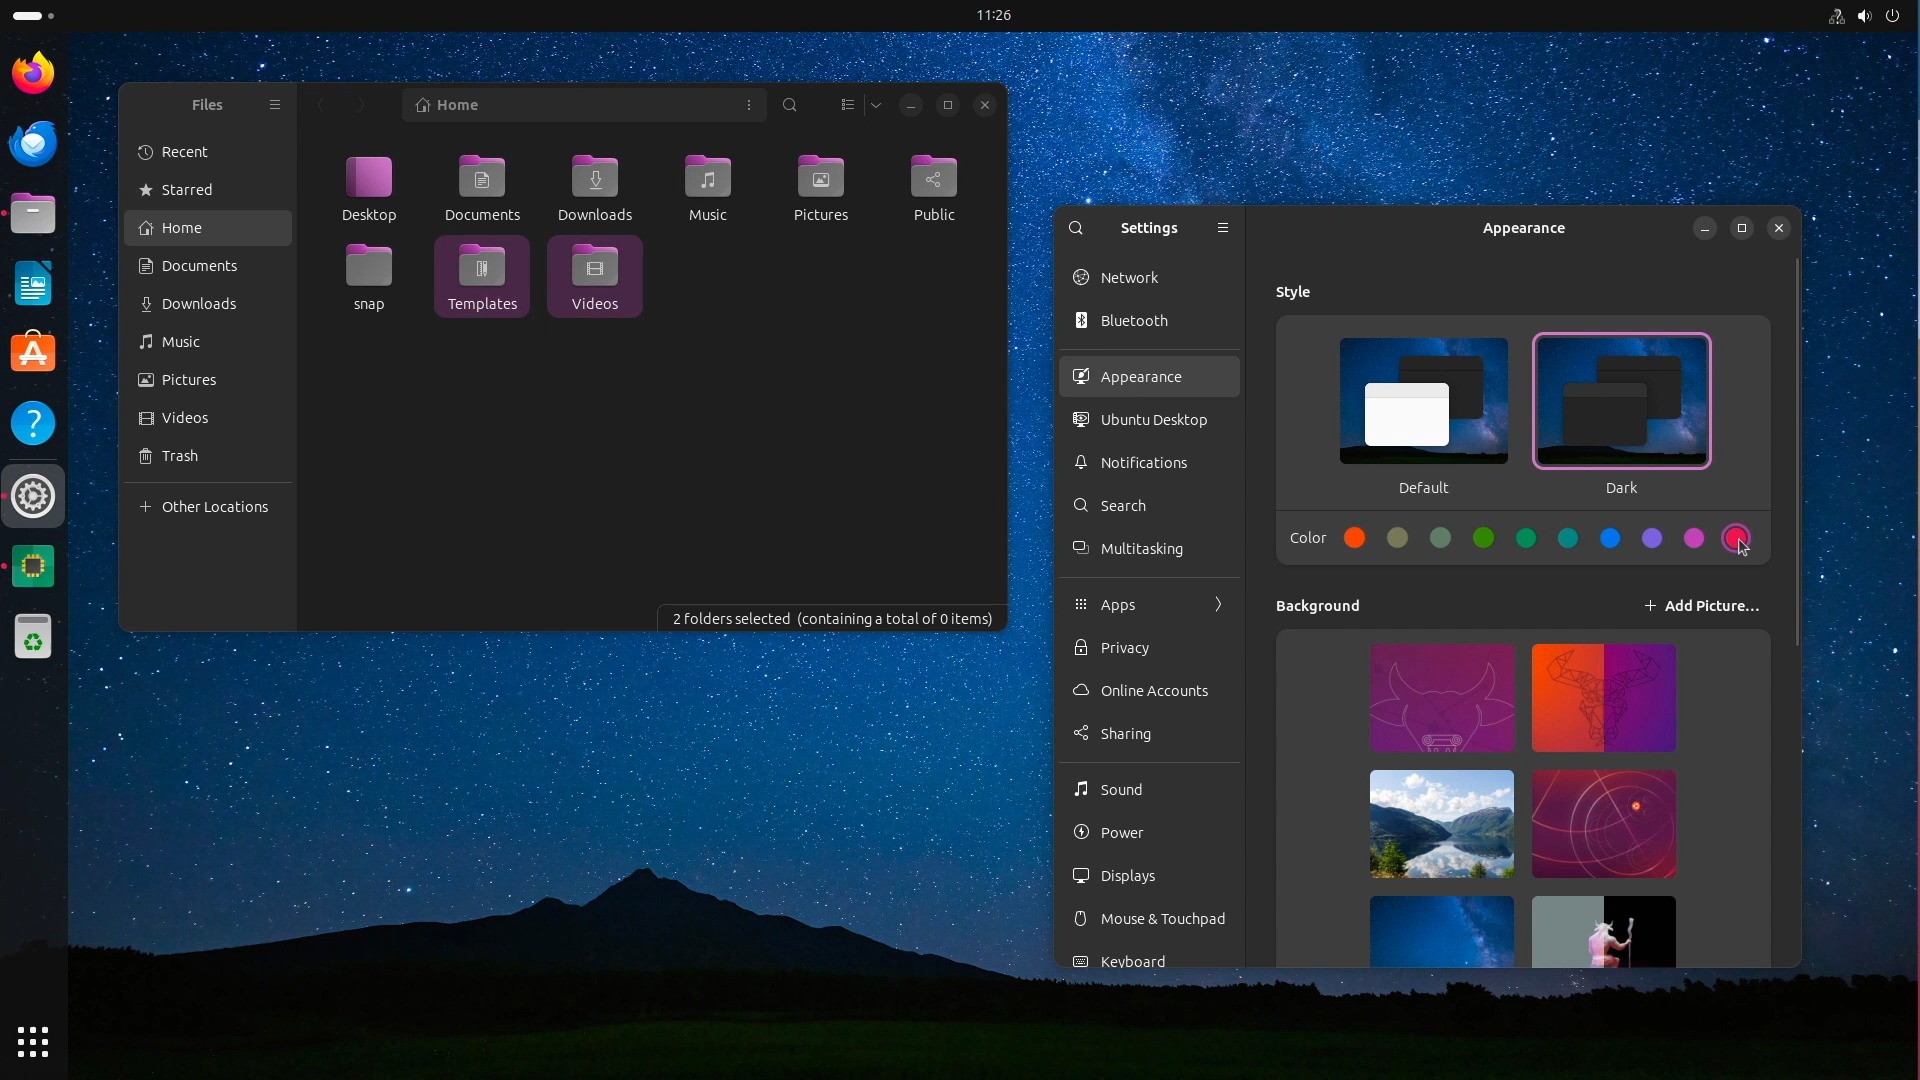 11:26
Files
Home
Recent
Starred
Home
Documents
Downloads
Music
Pictures
Videos
Trash
Other Locations
Desktop
Documents
Downloads
Music
Pictures
Public
snap
Templates
Videos
2 folders selected (containing a total of 0 items)
Settings
Network
Bluetooth
Appearance
Ubuntu Desktop
Notifications
Search
Multitasking
Apps
Privacy
Online Accounts
Sharing
Sound
Power
Displays
Mouse & Touchpad
Keyboard
Appearance
Style
Default
Dark
Color
Background
Add Picture…